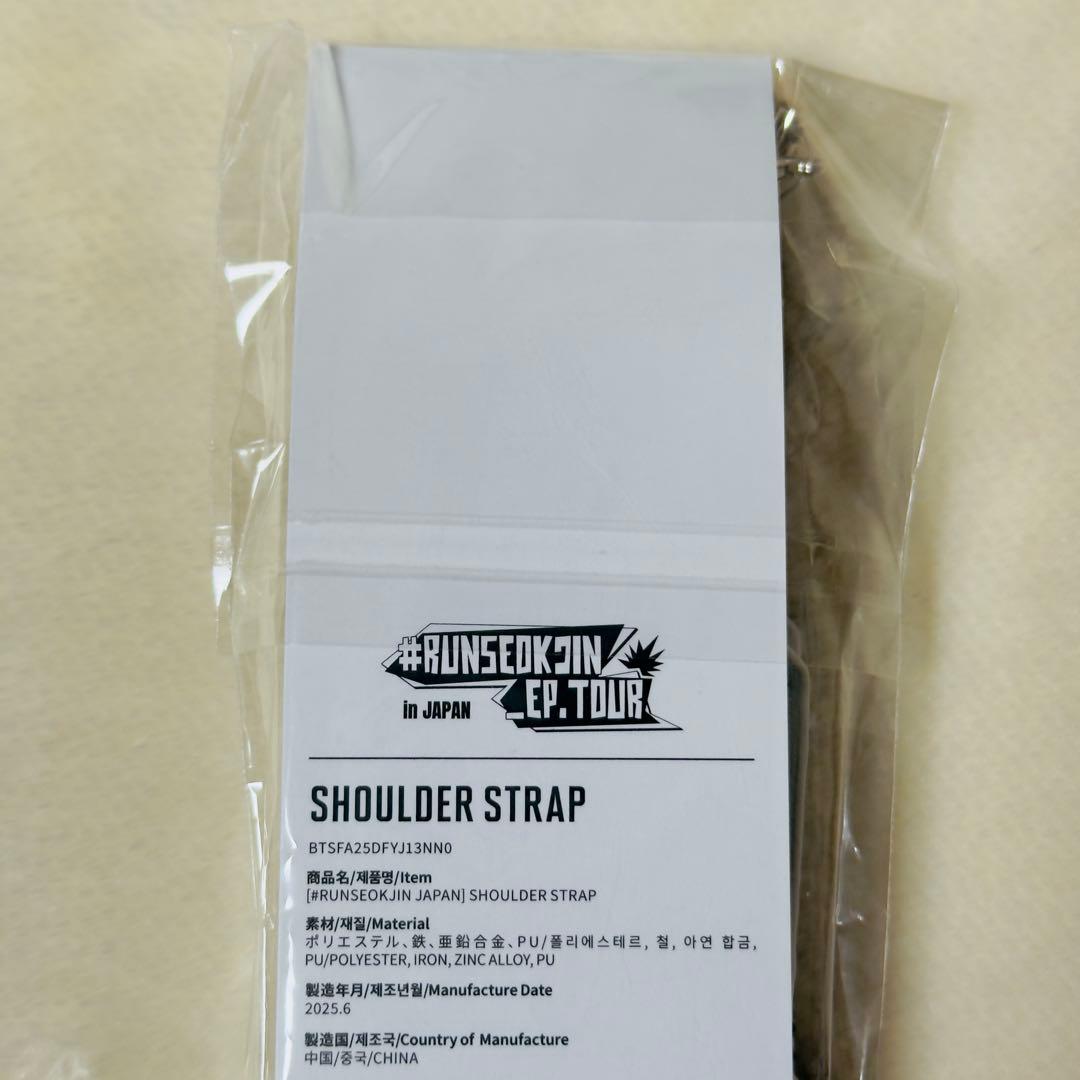 #RUNSEOKJIN
_EP.TOUR
in JAPAN
SHOULDER STRAP
BTSFA25DFYJ13NN0
商品名/제품명/Item
[#RUNSEOKJIN JAPAN] SHOULDER STRAP
素材/재질/Material
ポリエステル、鉄、亜鉛合金、PU/폴리에스테르, 철, 아연 합금,
PU/POLYESTER, IRON, ZINC ALLOY, PU
製造年月/제조년월/Manufacture Date
2025.6
製造国/제조국/Country of Manufacture
中国/중국/CHINA